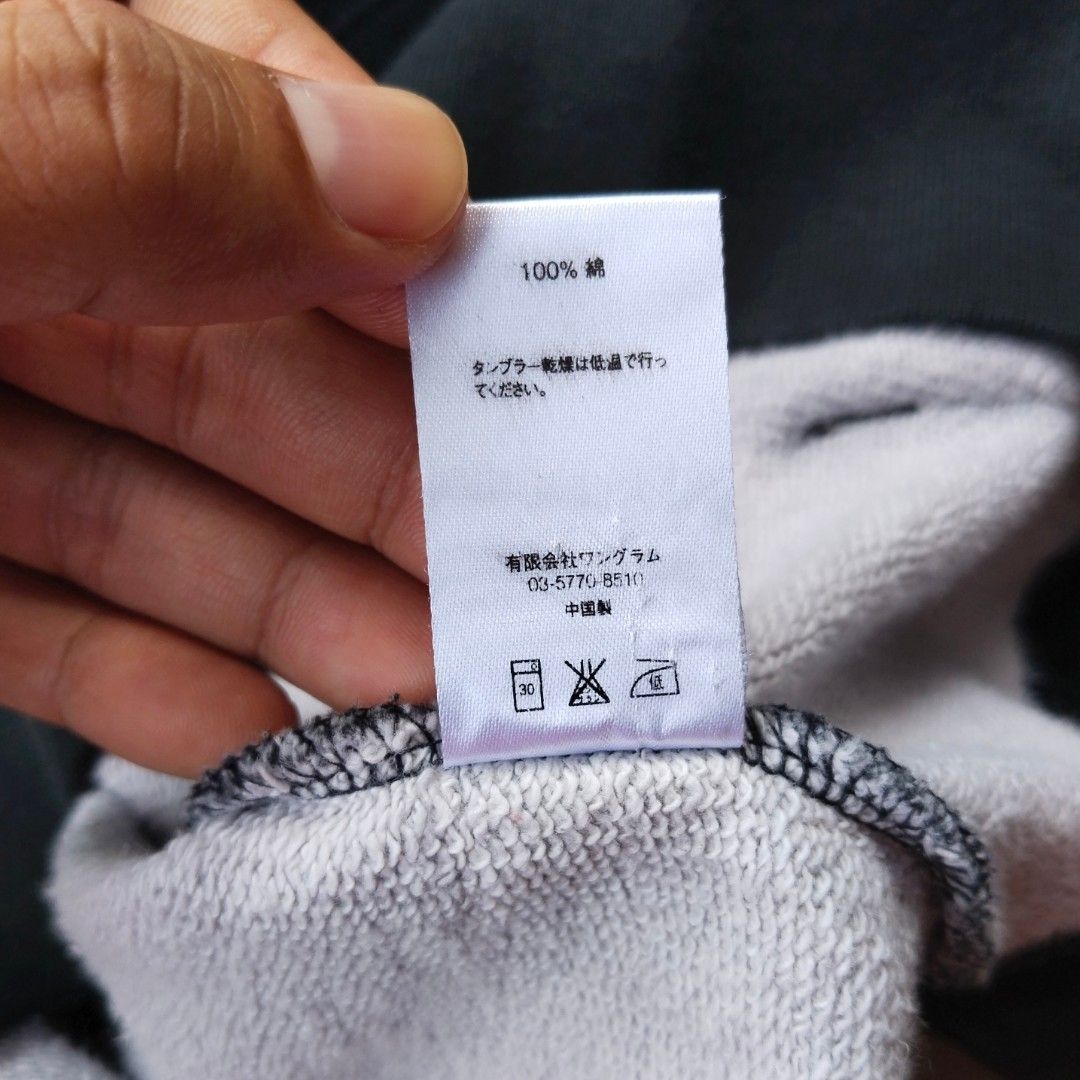 100% 綿
タンブラー乾燥は低温で行っ
てください。
有限会社ワングラム
03-5770-8510
中国製
30
低